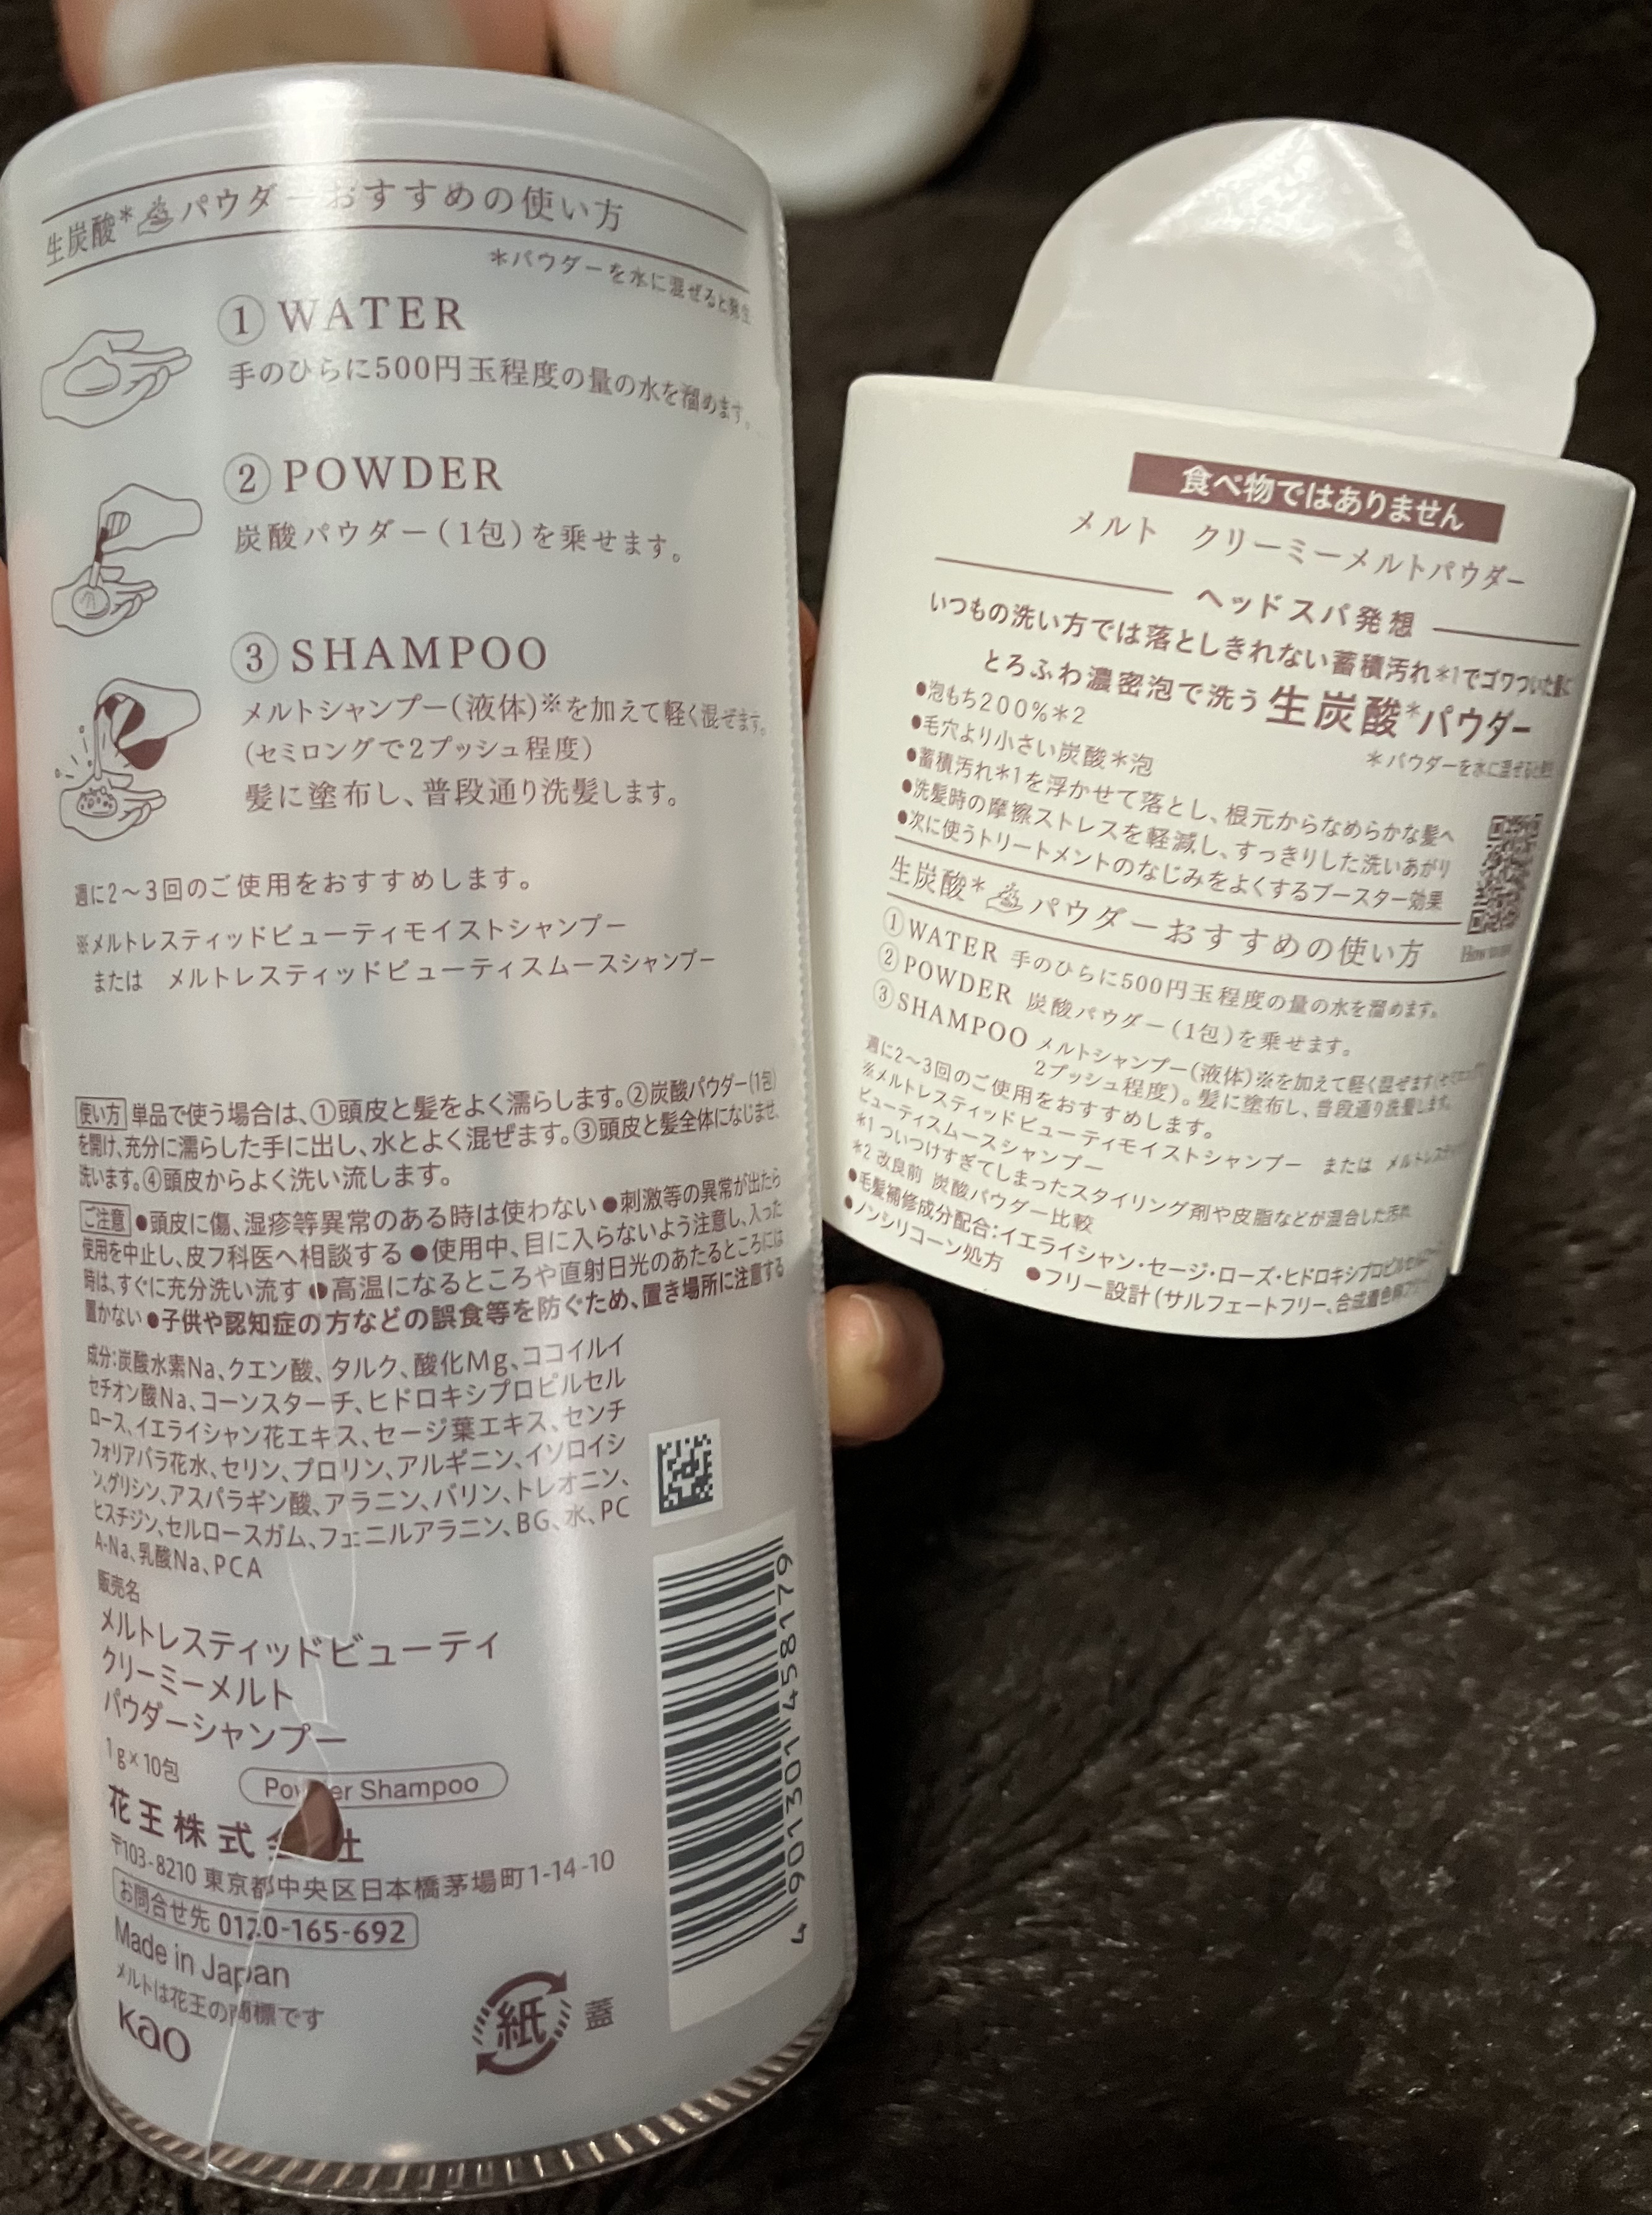 生炭酸* パウダーおすすめの使い方
*パウダーを水に混ぜると発生
① WATER
手のひらに500円玉程度の量の水を溜めます。
② POWDER
炭酸パウダー(1包)を乗せます。
③ SHAMPOO
メルトシャンプー(液体)※を加えて軽く混ぜます。
(セミロングで2プッシュ程度)
髪に塗布し、普段通り洗髪します。
週に2〜3回のご使用をおすすめします。
※メルトレスティッドビューティモイストシャンプー
または メルトレスティッドビューティスムースシャンプー
使い方 単品で使う場合は、①頭皮と髪をよく濡らします。②炭酸パウダー(1包)
を開け、充分に濡らした手に出し、水とよく混ぜます。③頭皮と髪全体になじませ、
洗います。④頭皮からよく洗い流します。
ご注意 ●頭皮に傷、湿疹等異常のある時は使わない ●刺激等の異常が出たら
使用を中止し、皮フ科医へ相談する ●使用中、目に入らないよう注意し、入った
時は、すぐに充分洗い流す ●高温になるところや直射日光のあたるところには
置かない ●子供や認知症の方などの誤食等を防ぐため、置き場所に注意する
成分:炭酸水素Na、クエン酸、タルク、酸化Mg、ココイルイ
セチオン酸Na、コーンスターチ、ヒドロキシプロピルセル
ロース、イエライシャン花エキス、セージ葉エキス、センチ
フォリアバラ花水、セリン、プロリン、アルギニン、イソロイシ
ン、グリシン、アスパラギン酸、アラニン、バリン、トレオニン、
ヒスチジン、セルロースガム、フェニルアラニン、BG、水、PC
A-Na、乳酸Na、PCA
販売名
メルトレスティッドビューティ
クリーミーメルト
パウダーシャンプー
1g×10包
Powder Shampoo
花王株式会社
〒103-8210 東京都中央区日本橋茅場町1-14-10
お問合せ先 0120-165-692
Made in Japan
メルトは花王の商標です
kao
紙 蓋
4 901301 458179
食べ物ではありません
メルト クリーミーメルトパウダー
ヘッドスパ発想
いつもの洗い方では落としきれない蓄積汚れ*1でゴワついた髪に
とろふわ濃密泡で洗う 生炭酸*パウダー
*パウダーを水に混ぜると発生
●泡もち200%*2
●毛穴より小さい炭酸*泡
●蓄積汚れ*1を浮かせて落とし、根元からなめらかな髪へ
●洗髪時の摩擦ストレスを軽減し、すっきりした洗いあがり
●次に使うトリートメントのなじみをよくするブースター効果
生炭酸* パウダーおすすめの使い方
①WATER 手のひらに500円玉程度の量の水を溜めます。
②POWDER 炭酸パウダー(1包)を乗せます。
③SHAMPOO メルトシャンプー(液体)※を加えて軽く混ぜます
2プッシュ程度)。髪に塗布し、普段通り洗髪します。
週に2〜3回のご使用をおすすめします。
※メルトレスティッドビューティモイストシャンプー または メルトレスティ
ビューティスムースシャンプー
*1 ついつけすぎてしまったスタイリング剤や皮脂などが混合した汚れ
*2 改良前 炭酸パウダー比較
●毛髪補修成分配合:イエライシャン・セージ・ローズ・ヒドロキシプロピルセル
●ノンシリコーン処方 ●フリー設計(サルフェートフリー、合成着色料フリー